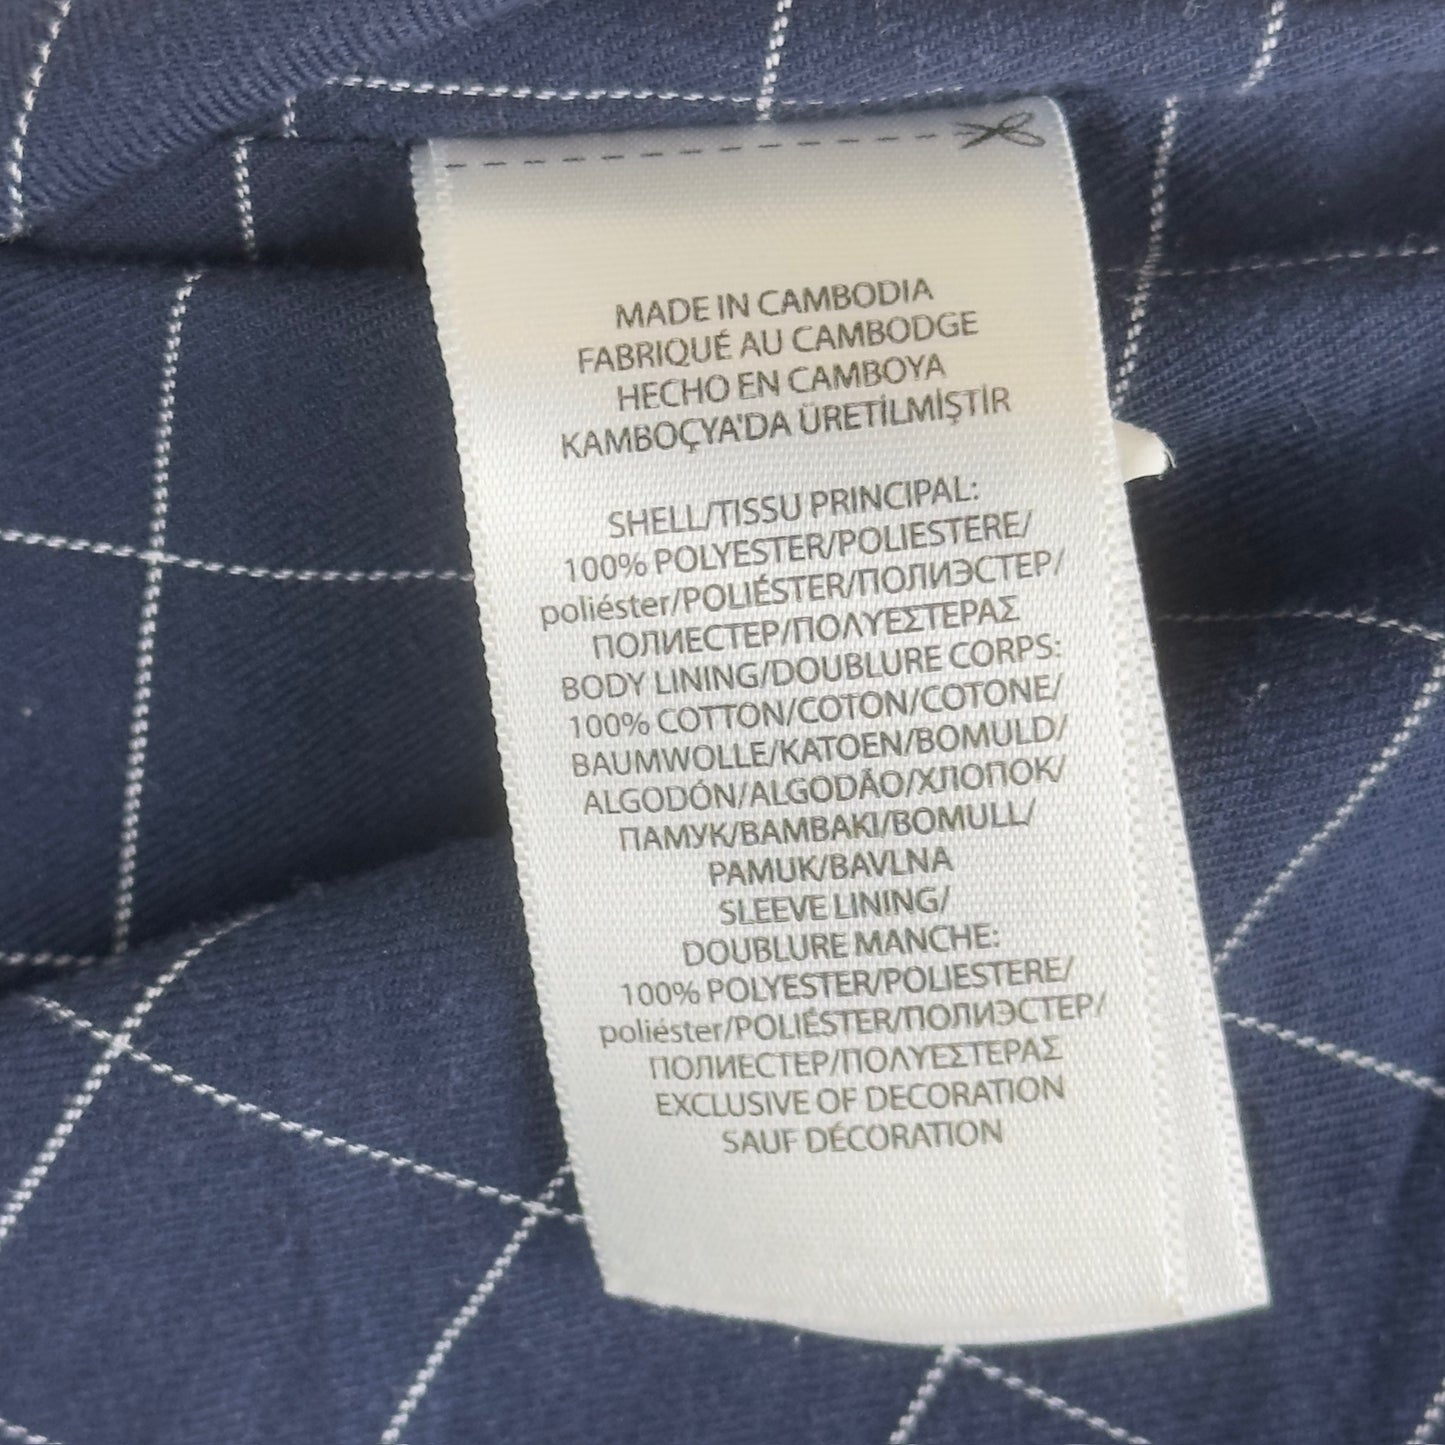 MADE IN CAMBODIA
FABRIQUÉ AU CAMBODGE
HECHO EN CAMBOYA
KAMBOÇYA'DA ÜRETİLMİŞTİR
SHELL/TISSU PRINCIPAL:
100% POLYESTER/POLIESTERE/
poliéster/POLIÉSTER/ПОЛИЭСТЕР/
ПОЛИЕСТЕР/ΠΟΛΥΕΣΤΕΡΑΣ
BODY LINING/DOUBLURE CORPS:
100% COTTON/COTON/COTONE/
BAUMWOLLE/KATOEN/BOMULD/
ALGODÓN/ALGODÃO/ХЛОПОК/
ПАМУК/ΒΑΜΒΑΚΙ/BOMULL/
PAMUK/BAVLNA
SLEEVE LINING/
DOUBLURE MANCHE:
100% POLYESTER/POLIESTERE/
poliéster/POLIÉSTER/ПОЛИЭСТЕР/
ПОЛИЕСТЕР/ΠΟΛΥΕΣΤΕΡΑΣ
EXCLUSIVE OF DECORATION
SAUF DÉCORATION